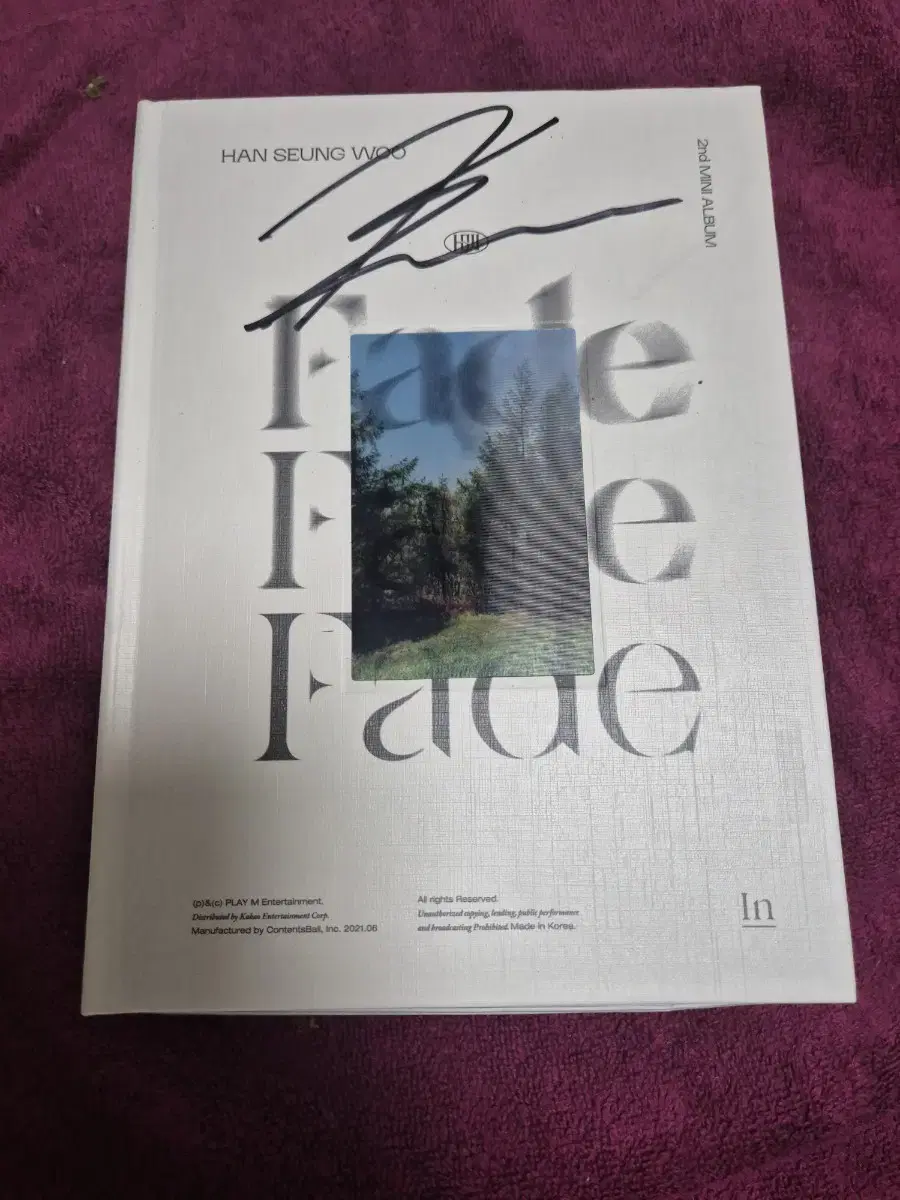 HAN SEUNG WOO
2nd MINI ALBUM
Fade
F e
Fade
(p)&(c) PLAY M Entertainment.
Distributed by Kakao Entertainment Corp.
Manufactured by ContentsBall, Inc. 2021.06
All rights Reserved.
Unauthorized copying, lending, public performance
and broadcasting Prohibited. Made in Korea.
In